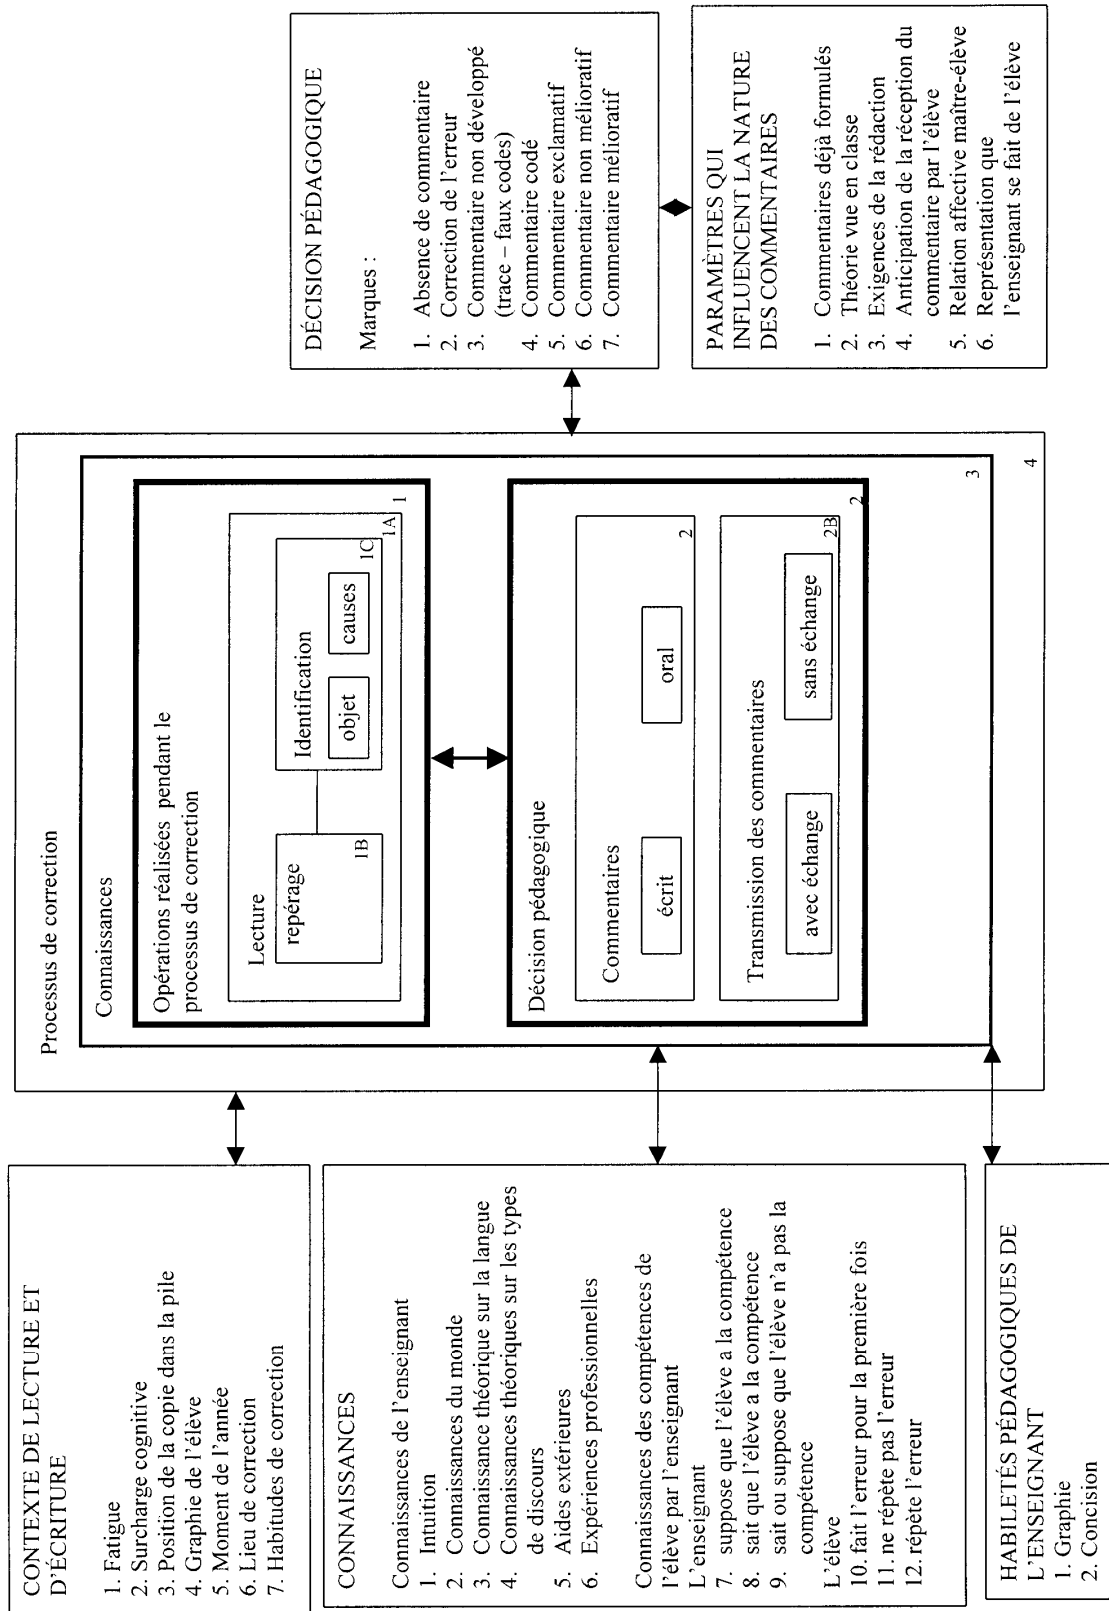 CONTEXTE DE LECTURE ET
D'ÉCRITURE
1. Fatigue
2. Surcharge cognitive
3. Position de la copie dans la pile
4. Graphie de l'élève
5. Moment de l'année
6. Lieu de correction
7. Habitudes de correction
CONNAISSANCES
Connaissances de l'enseignant
1. Intuition
2. Connaissances du monde
3. Connaissance théorique sur la langue
4. Connaissances théoriques sur les types
de discours
5. Aides extérieures
6. Expériences professionnelles
Connaissances des compétences de
l'élève par l'enseignant
L'enseignant
7. suppose que l'élève a la compétence
8. sait que l'élève a la compétence
9. sait ou suppose que l'élève n'a pas la
compétence
L'élève
10. fait l'erreur pour la première fois
11. ne répète pas l'erreur
12. répète l'erreur
HABILETÉS PÉDAGOGIQUES DE
L'ENSEIGNANT
1. Graphie
2. Concision
Processus de correction
Connaissances
Opérations réalisées pendant le
processus de correction
Lecture
repérage
1B
Identification
objet
causes
1C
1A
1
Décision pédagogique
Commentaires
écrit
oral
2
Transmission des commentaires
avec échange
sans échange
2B
2
3
4
DÉCISION PÉDAGOGIQUE
Marques :
1. Absence de commentaire
2. Correction de l'erreur
3. Commentaire non développé
(trace – faux codes)
4. Commentaire codé
5. Commentaire exclamatif
6. Commentaire non mélioratif
7. Commentaire mélioratif
PARAMÈTRES QUI
INFLUENCENT LA NATURE
DES COMMENTAIRES
1. Commentaires déjà formulés
2. Théorie vue en classe
3. Exigences de la rédaction
4. Anticipation de la réception du
commentaire par l'élève
5. Relation affective maître-élève
6. Représentation que
l'enseignant se fait de l'élève